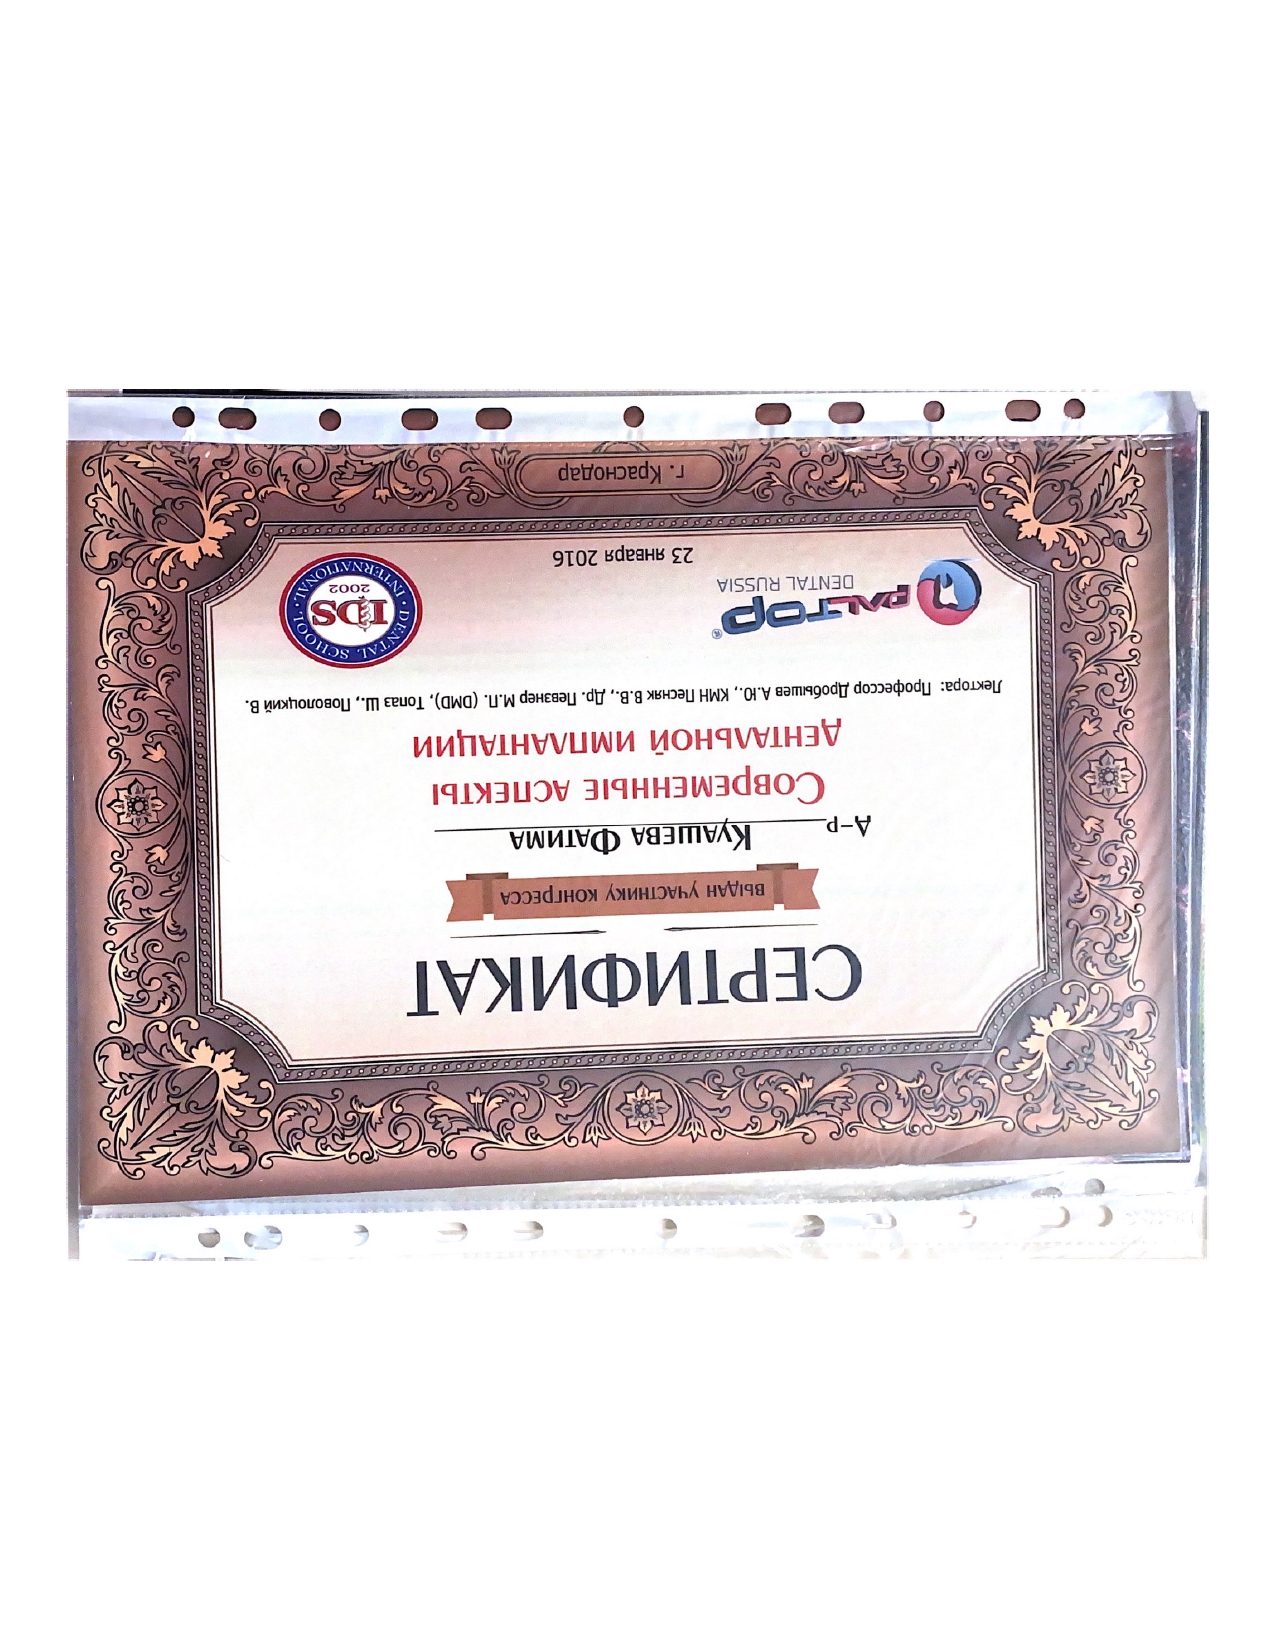 СЕРТИФИКАТ
ВЫДАН УЧАСТНИКУ КОНГРЕССА
Д-Р КУАШЕВА ФАТИМА
СОВРЕМЕННЫЕ АСПЕКТЫ
ДЕНТАЛЬНОЙ ИМПЛАНТАЦИИ
Лектора: Профессор Дробышев А.Ю., КМН Песняк В.В., Др. Певзнер М.П. (DMD), Топаз Ш., Поволоцкий В.
PALTOP®
DENTAL RUSSIA
DENTAL SCHOOL
IDS
2002
INTERNATIONAL
23 января 2016
г. Краснодар